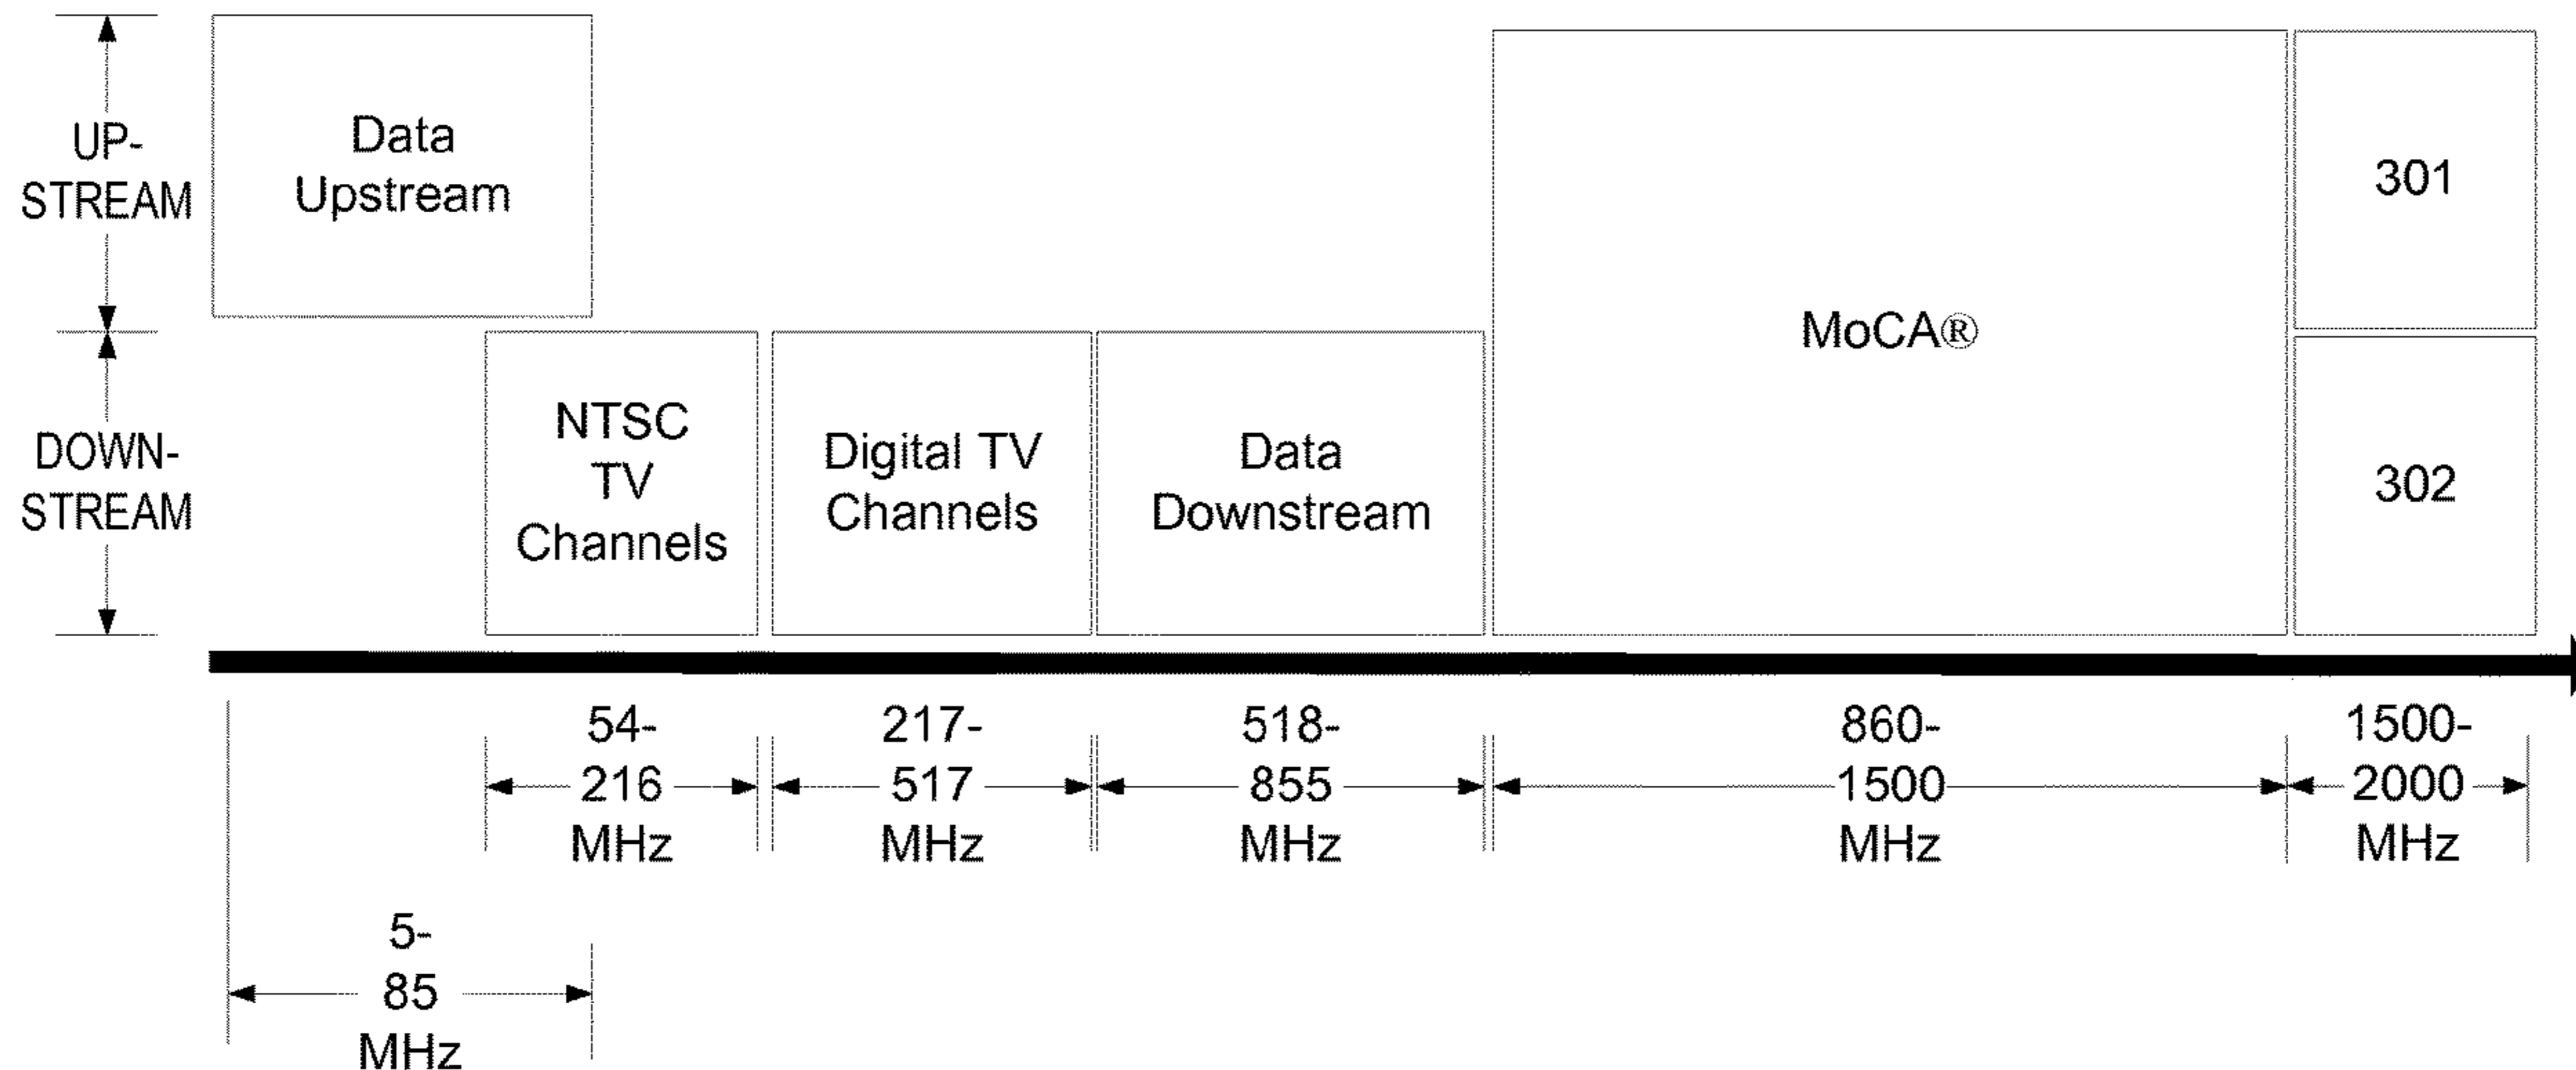 UP-
STREAM
Data
Upstream
MoCA®
301
DOWN-
STREAM
NTSC
TV
Channels
Digital TV
Channels
Data
Downstream
302
54-
216
MHz
217-
517
MHz
518-
855
MHz
860-
1500
MHz
1500-
2000
MHz
5-
85
MHz